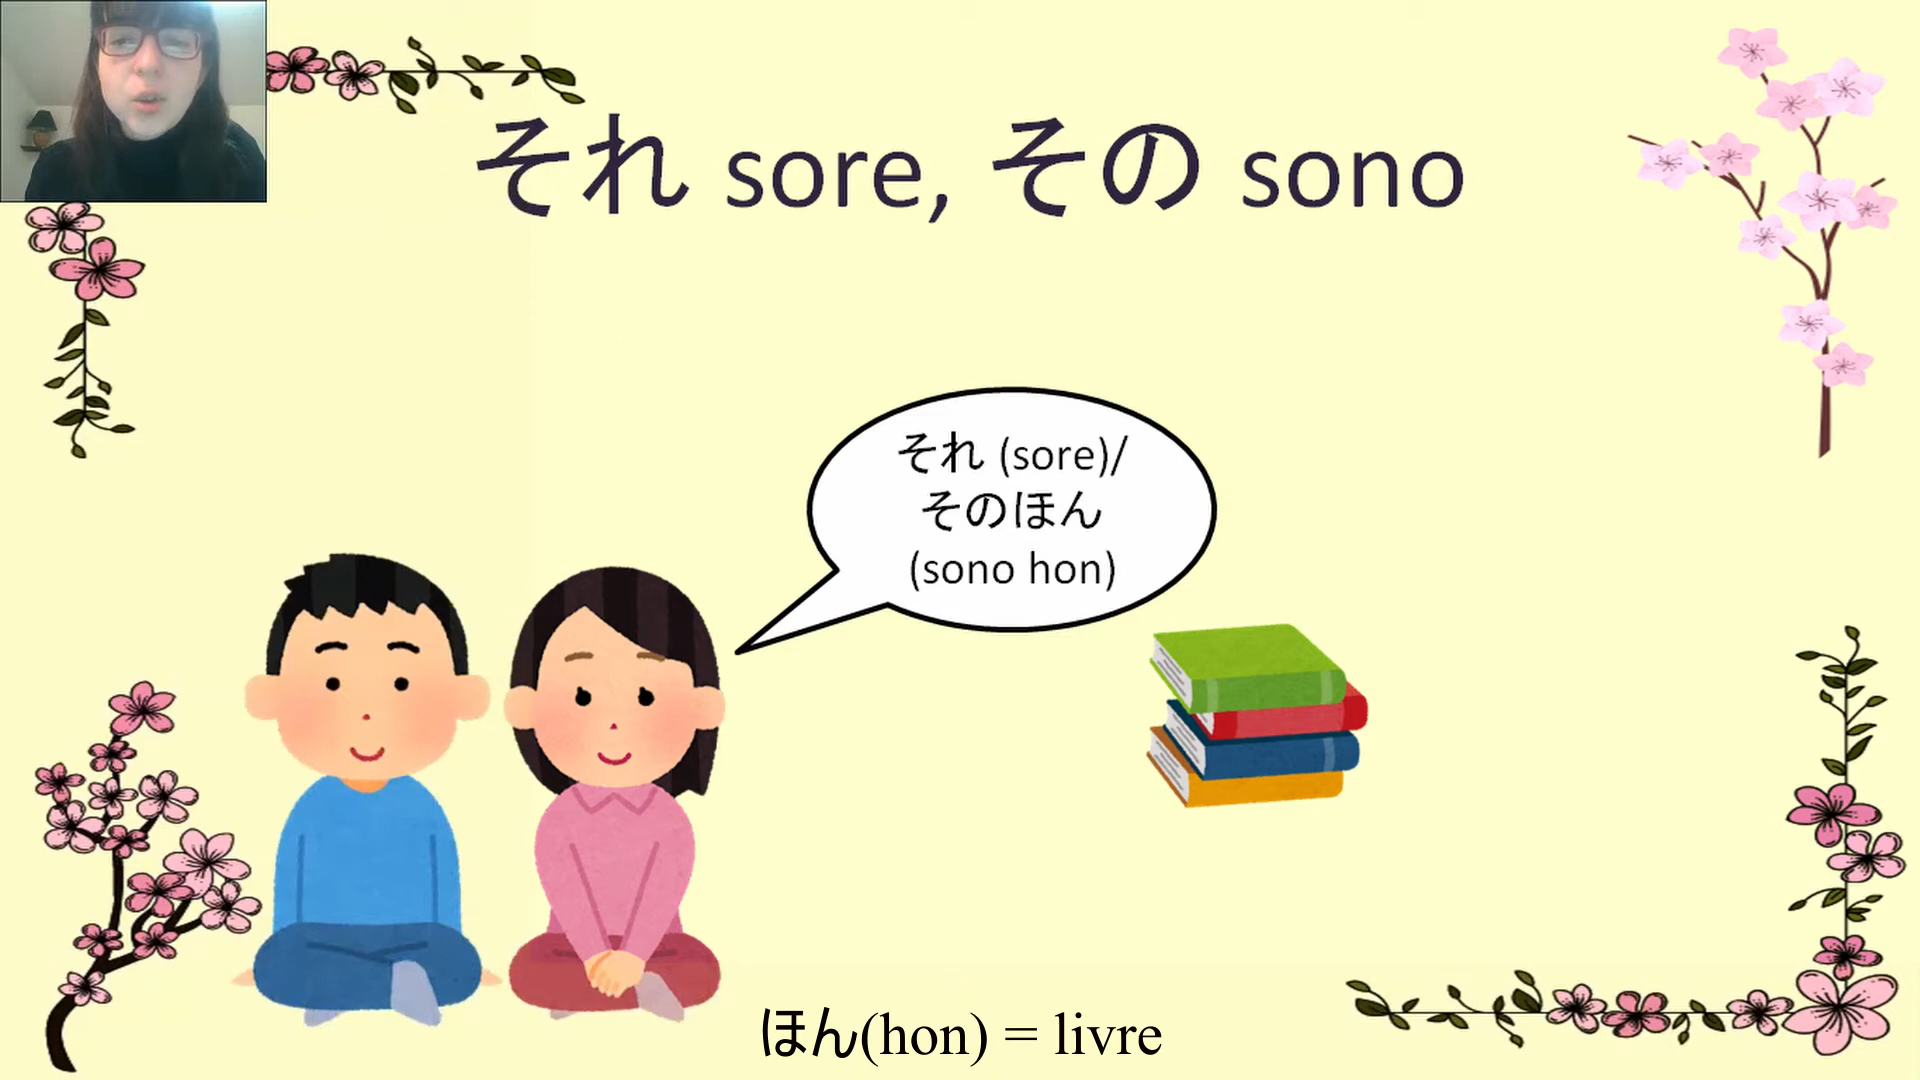 それ sore, その sono
それ (sore)/
そのほん
(sono hon)
ほん(hon) = livre